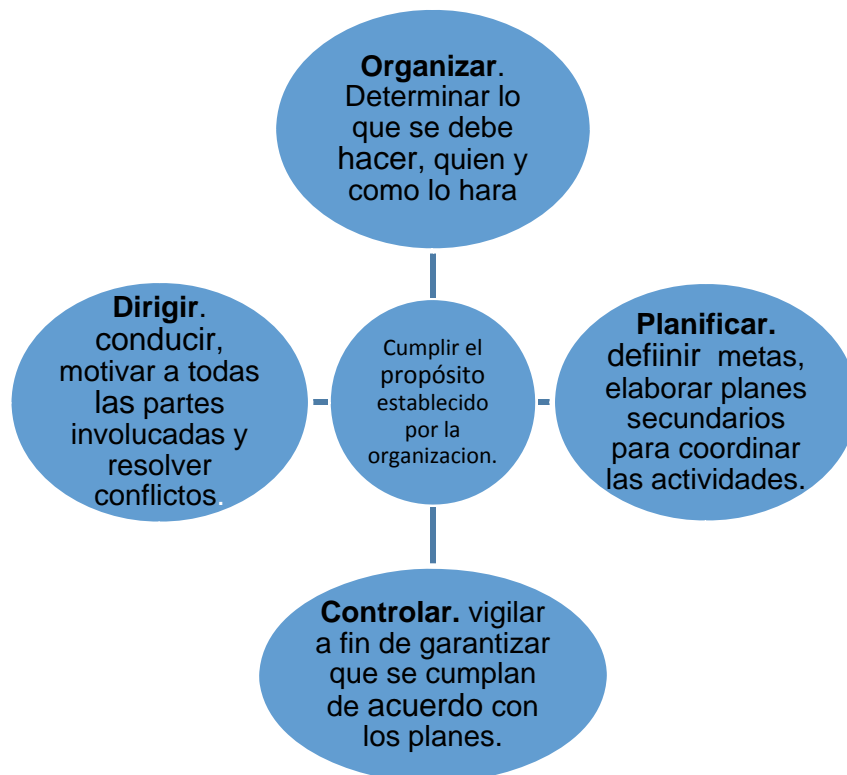 Organizar.
Determinar lo
que se debe
hacer, quien y
como lo hara
Dirigir.
conducir,
motivar a todas
las partes
involucadas y
resolver
conflictos.
Cumplir el
propósito
establecido
por la
organizacion.
Planificar.
defiinir metas,
elaborar planes
secundarios
para coordinar
las actividades.
Controlar. vigilar
a fin de garantizar
que se cumplan
de acuerdo con
los planes.